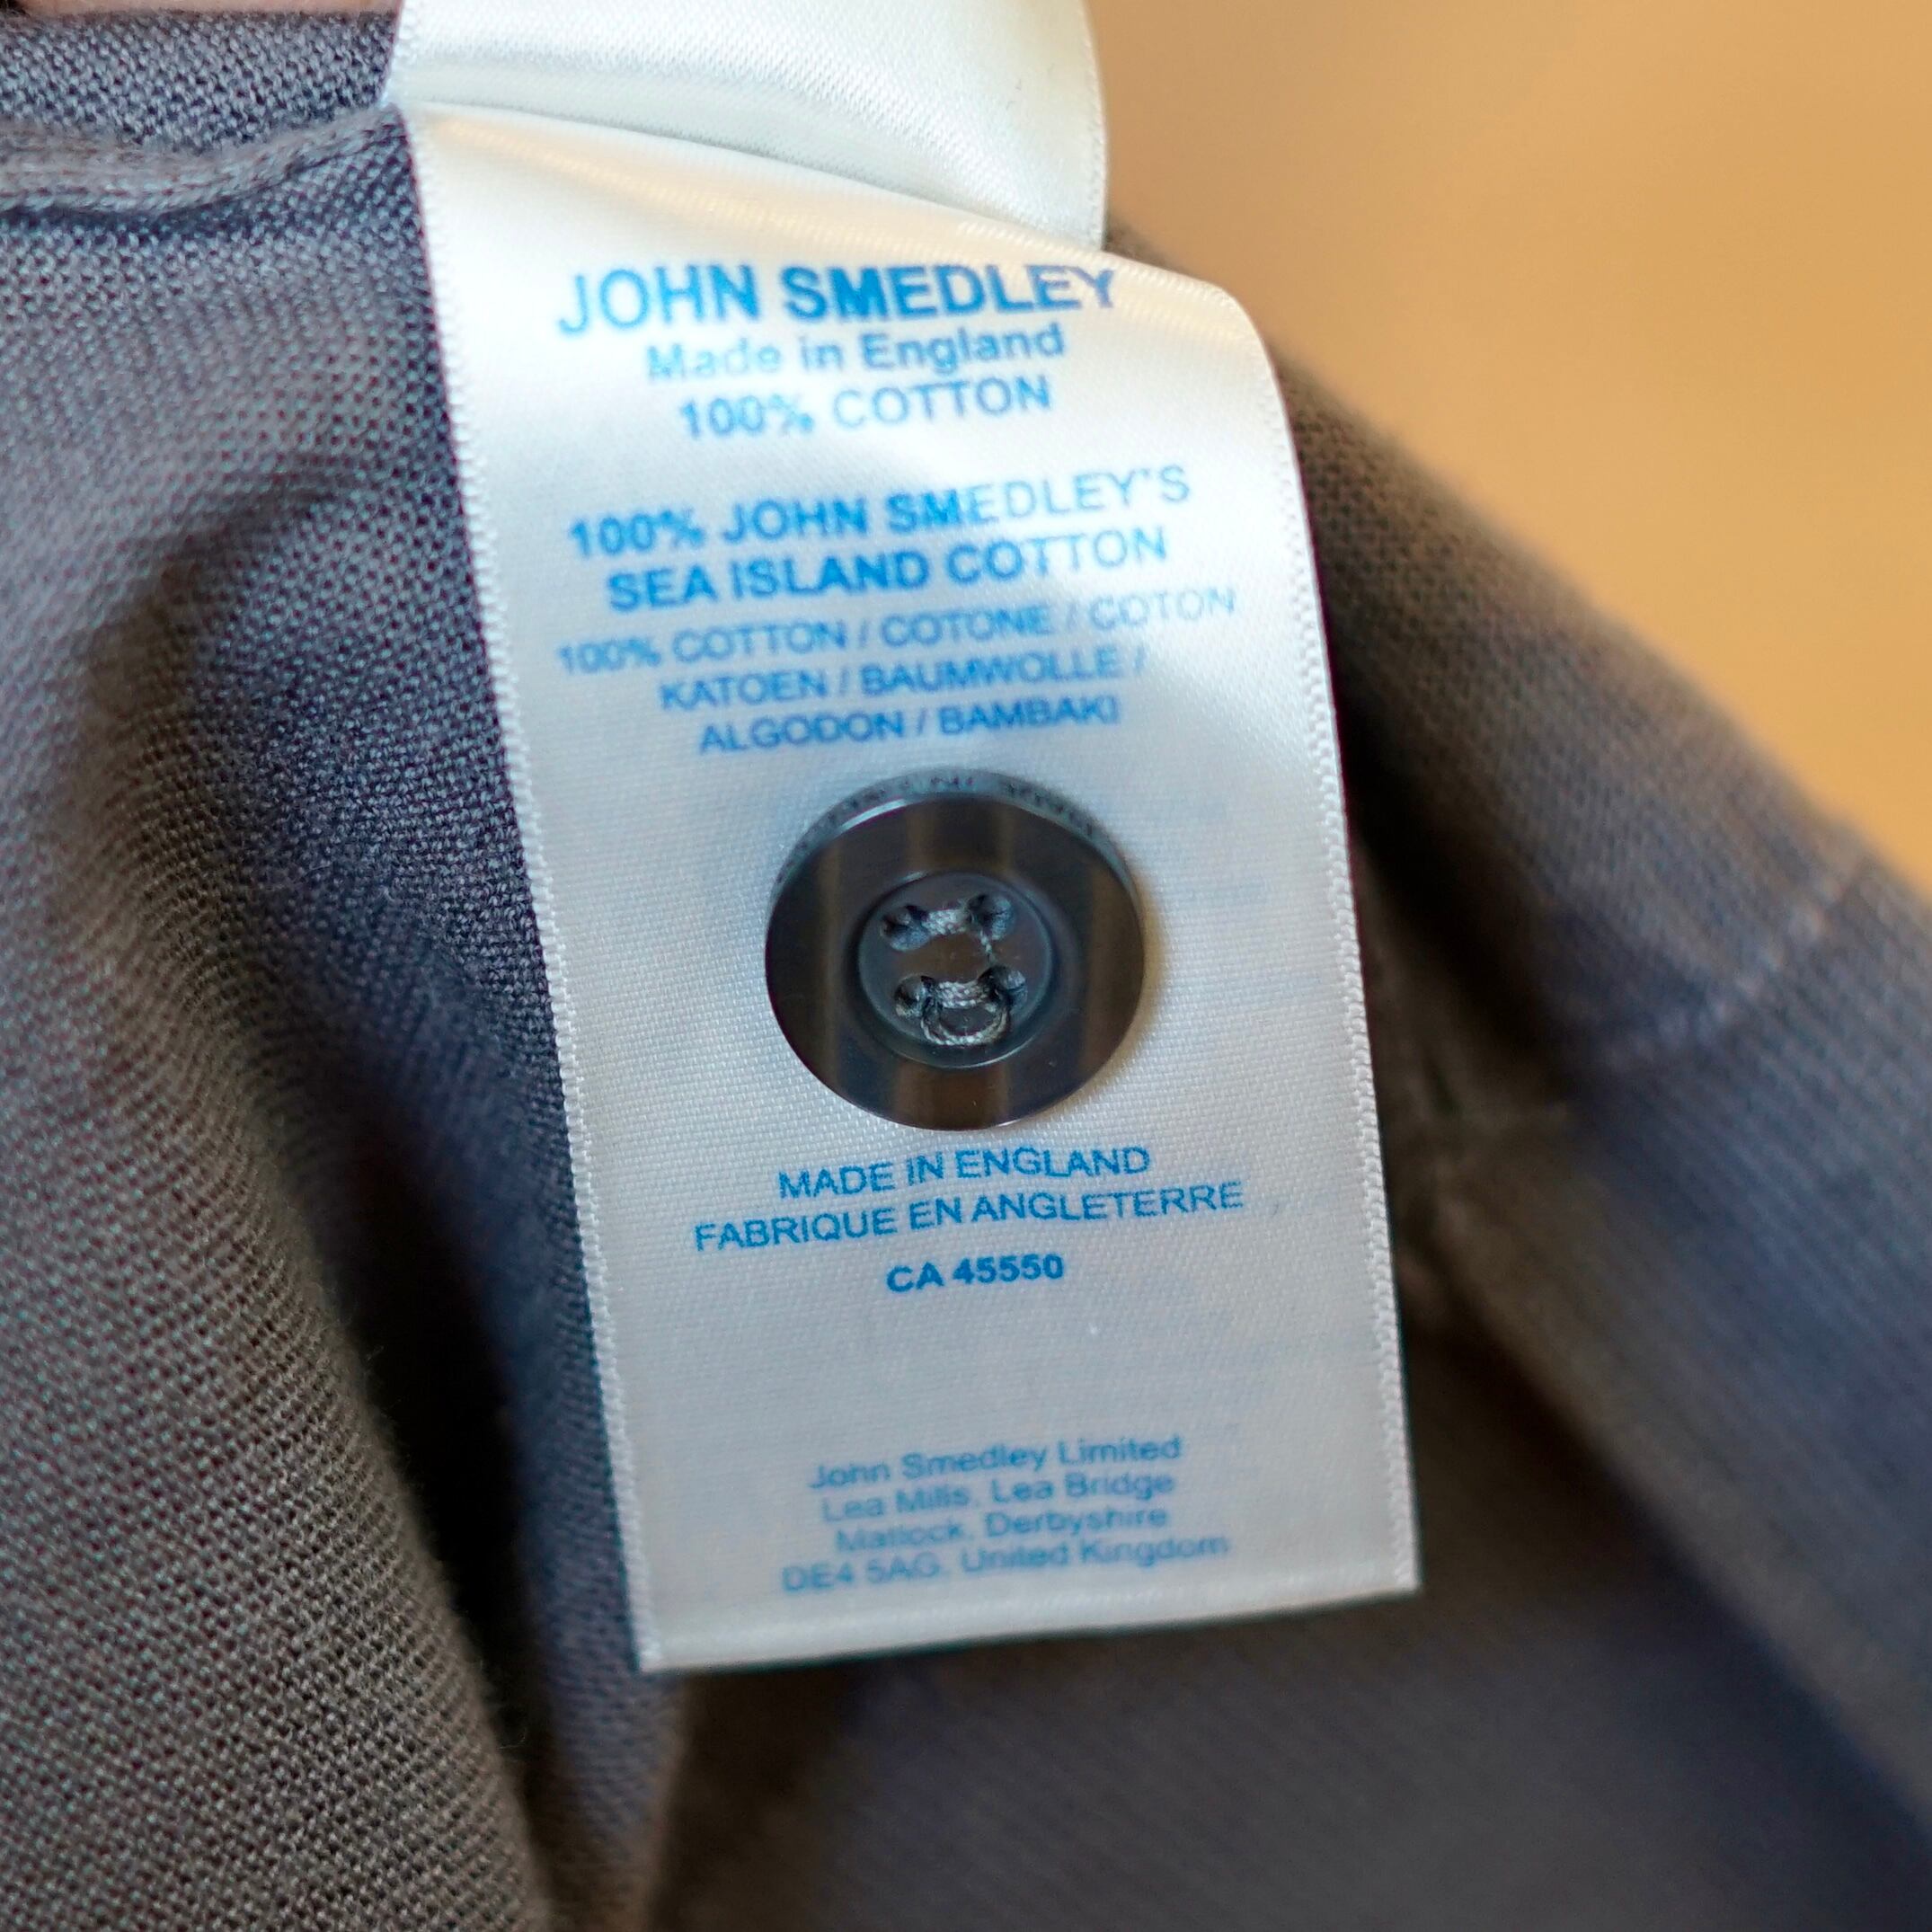 JOHN SMEDLEY
Made in England
100% COTTON
100% JOHN SMEDLEY'S
SEA ISLAND COTTON
100% COTTON / COTONE / COTON
KATOEN / BAUMWOLLE /
ALGODON / BAMBAKI
MADE IN ENGLAND
FABRIQUE EN ANGLETERRE
CA 45550
John Smedley Limited
Lea Mills, Lea Bridge
Matlock, Derbyshire
DE4 5AG, United Kingdom